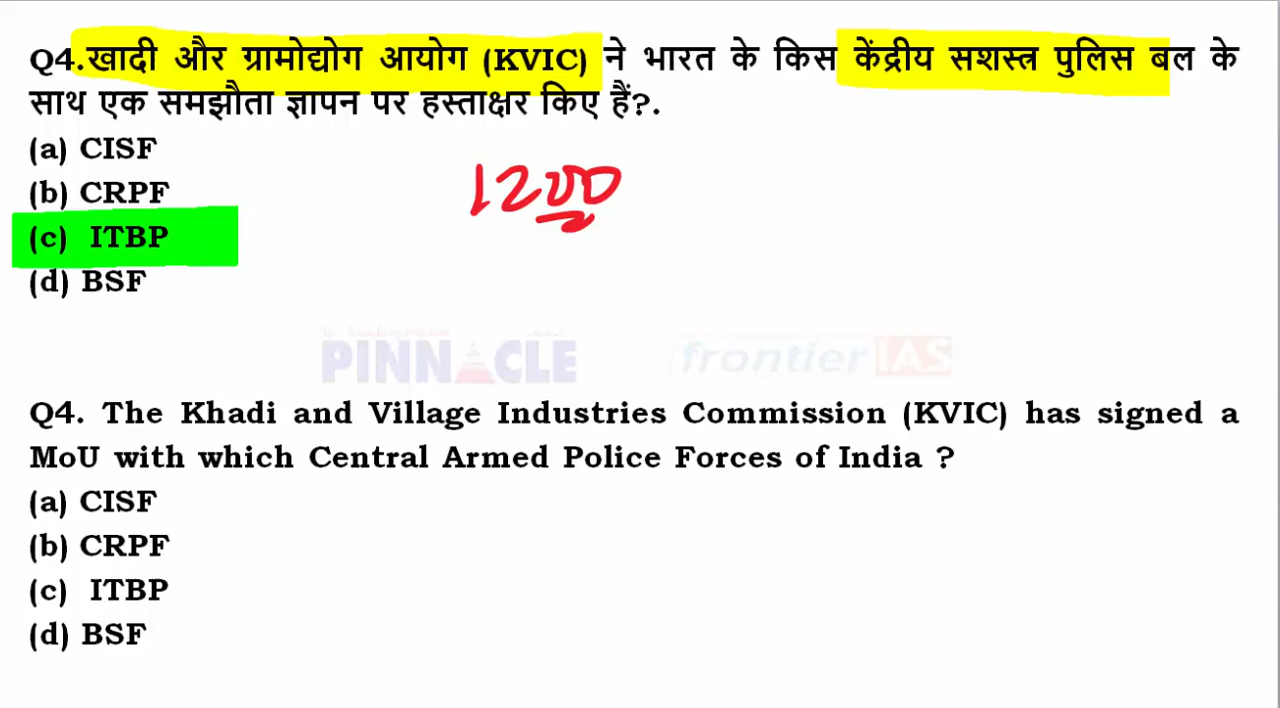 Q4.खादी और ग्रामोद्योग आयोग (KVIC) ने भारत के किस केंद्रीय सशस्त्र पुलिस बल के
साथ एक समझौता ज्ञापन पर हस्ताक्षर किए हैं?.
(a) CISF
(b) CRPF
1200
(c) ITBP
(d) BSF
PINNACLE frontier IAS
Q4. The Khadi and Village Industries Commission (KVIC) has signed a
MoU with which Central Armed Police Forces of India ?
(a) CISF
(b) CRPF
(c) ITBP
(d) BSF